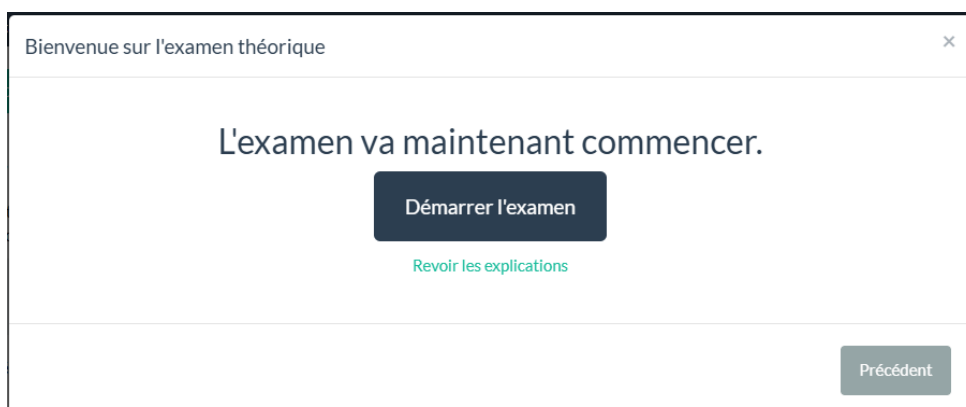 Bienvenue sur l'examen théorique
×
L'examen va maintenant commencer.
Démarrer l'examen
Revoir les explications
Précédent